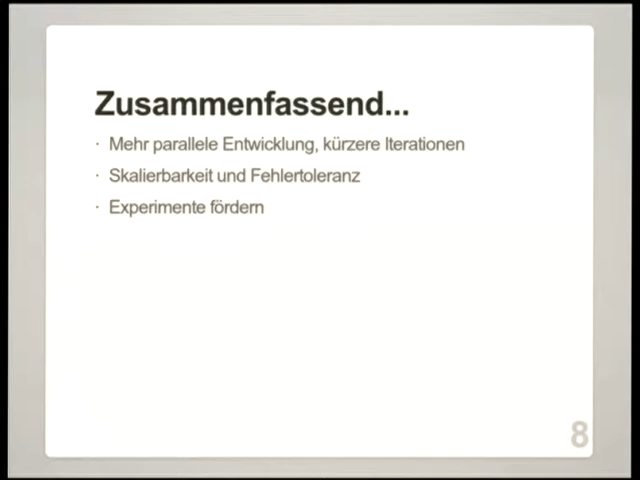 Zusammenfassend...
· Mehr parallele Entwicklung, kürzere Iterationen
· Skalierbarkeit und Fehlertoleranz
· Experimente fördern
8